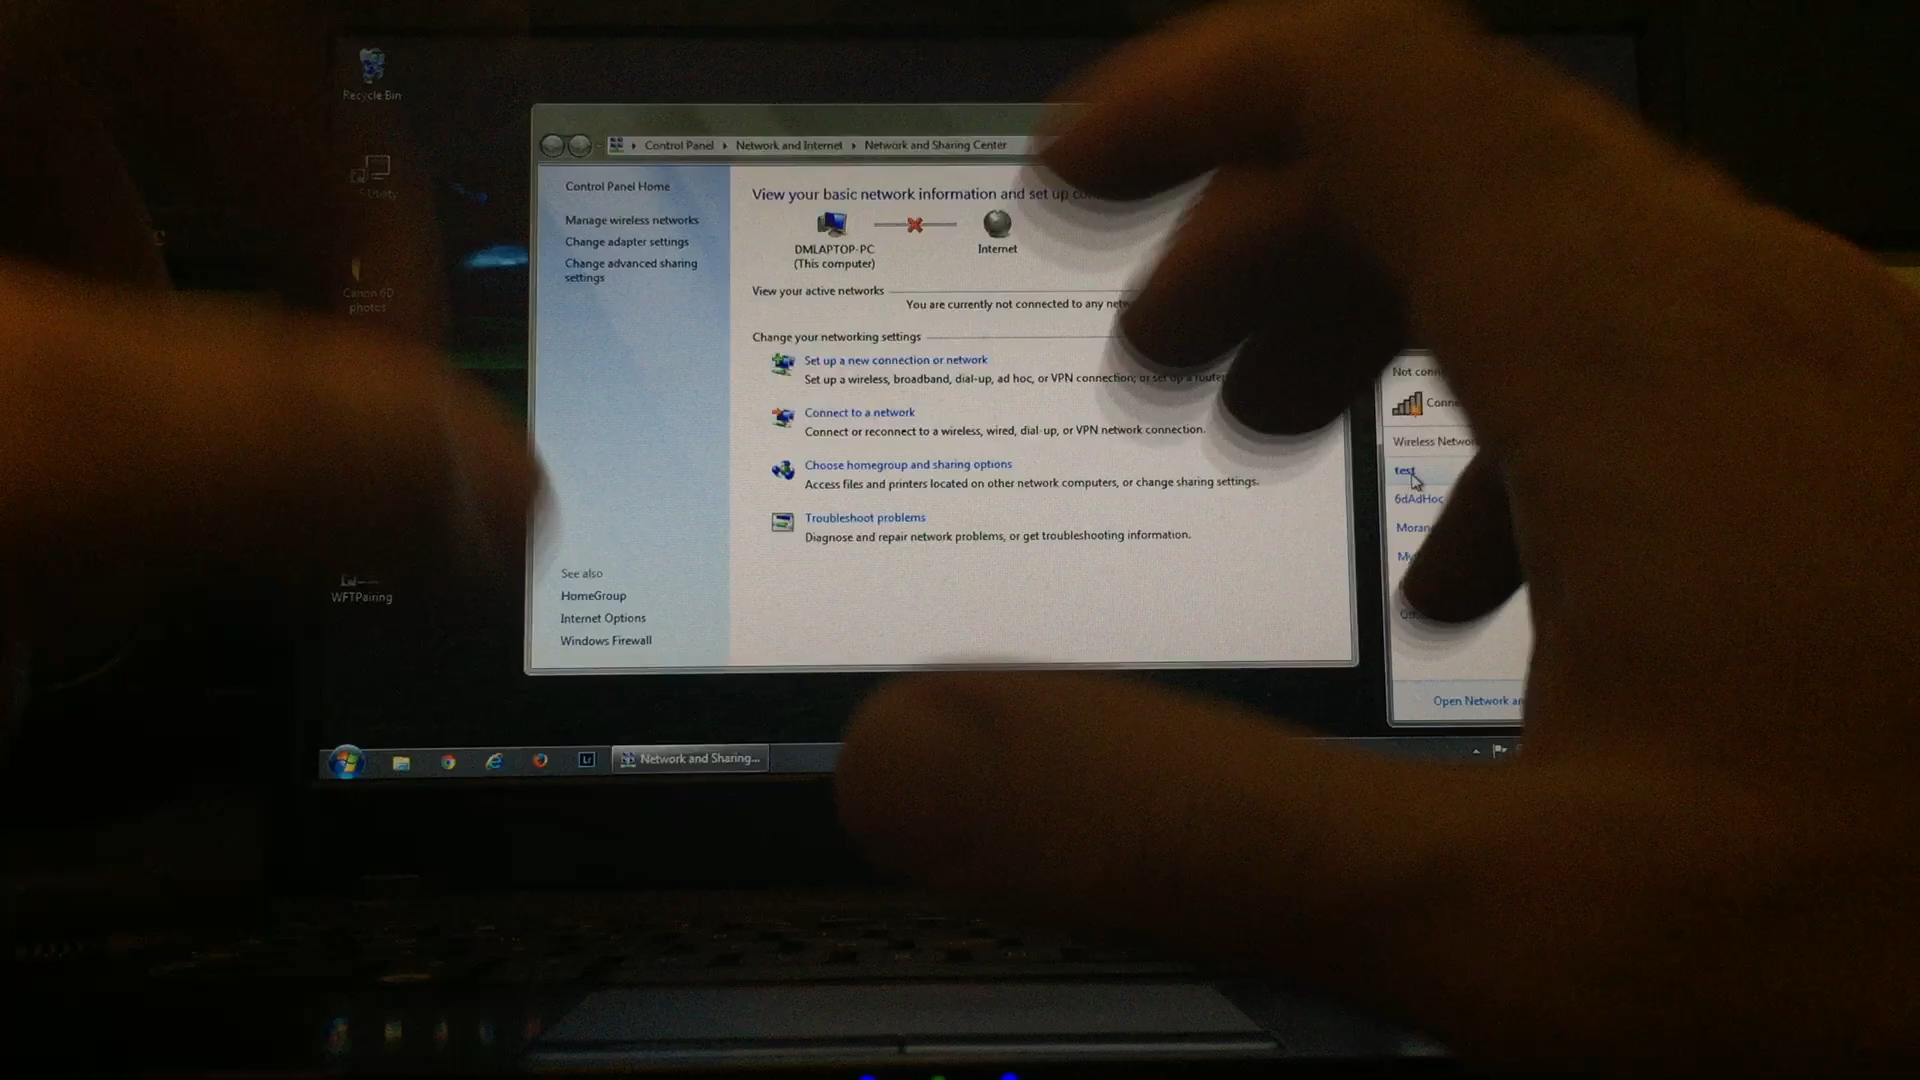 Recycle Bin
Utility
Canon 6D
photos
WFTPairing
Control Panel
Network and Internet
Network and Sharing Center
Control Panel Home
Manage wireless networks
Change adapter settings
Change advanced sharing
settings
See also
HomeGroup
Internet Options
Windows Firewall
View your basic network information and set up
DMLAPTOP-PC
(This computer)
Internet
View your active networks
You are currently not connected to any
Change your networking settings
Set up a new connection or network
Set up a wireless, broadband, dial-up, ad hoc, or VPN connection; or set up a router
Connect to a network
Connect or reconnect to a wireless, wired, dial-up, or VPN network connection.
Choose homegroup and sharing options
Access files and printers located on other network computers, or change sharing settings.
Troubleshoot problems
Diagnose and repair network problems, or get troubleshooting information.
Not
Wireless
test
6dAdHoc
Open Network
Lr
Network and Sharing...